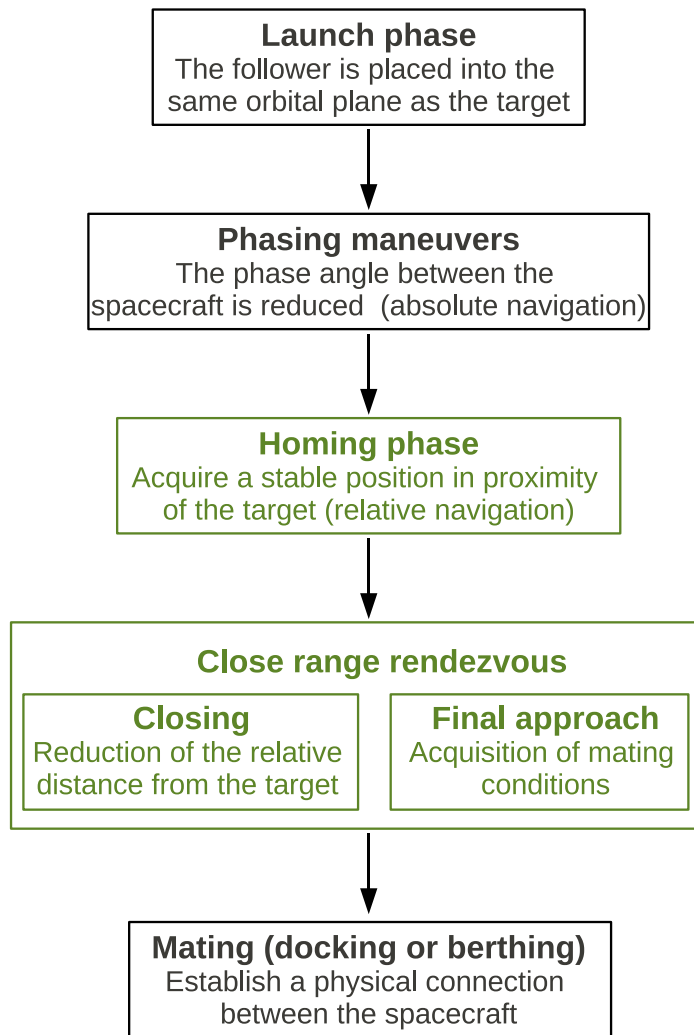 Launch phase
The follower is placed into the
same orbital plane as the target
Phasing maneuvers
The phase angle between the
spacecraft is reduced (absolute navigation)
Homing phase
Acquire a stable position in proximity
of the target (relative navigation)
Close range rendezvous
Closing
Reduction of the relative
distance from the target
Final approach
Acquisition of mating
conditions
Mating (docking or berthing)
Establish a physical connection
between the spacecraft